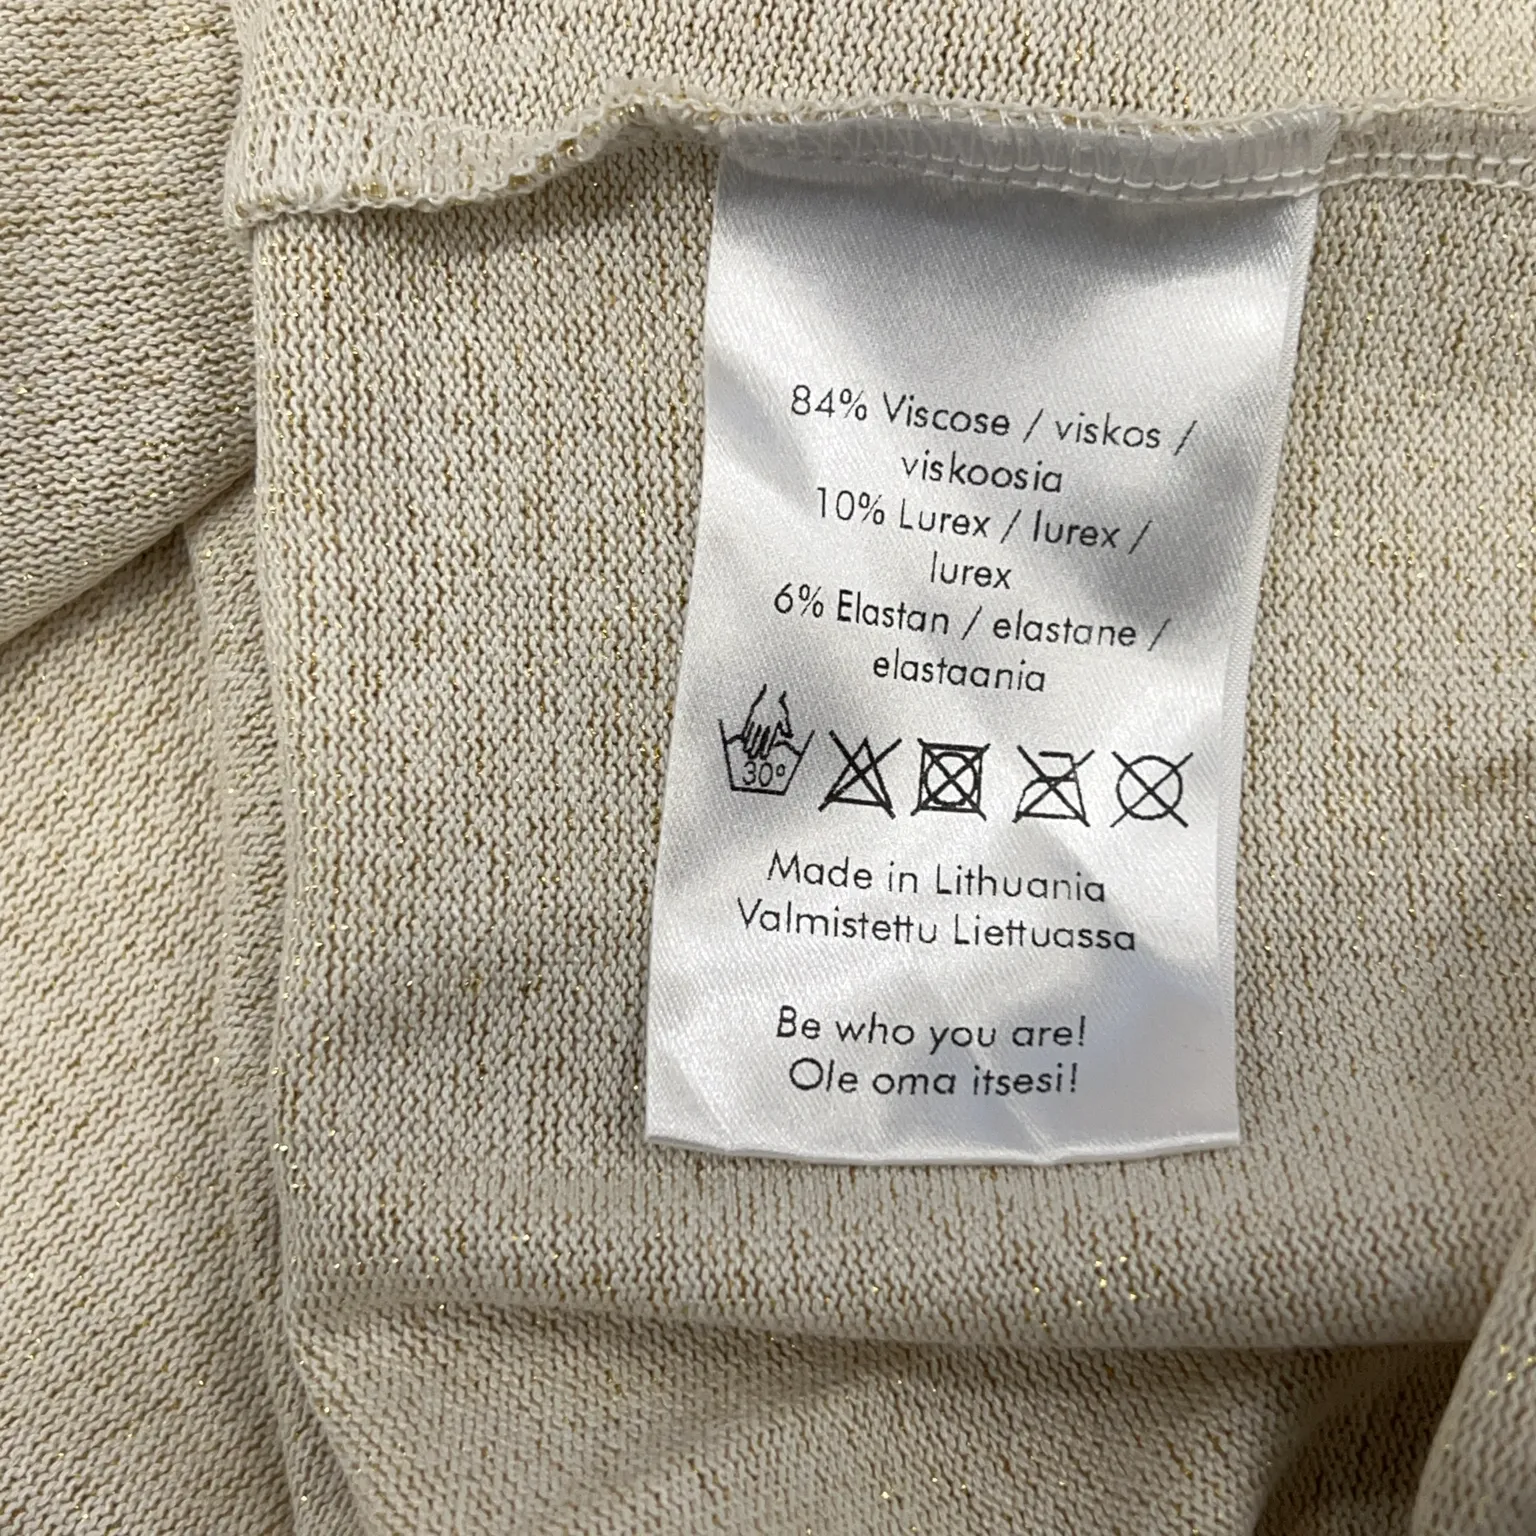 84% Viscose / viskos /
viskoosia
10% Lurex / lurex /
lurex
6% Elastan / elastane /
elastaania
30°
Made in Lithuania
Valmistettu Liettuassa
Be who you are!
Ole oma itsesi!